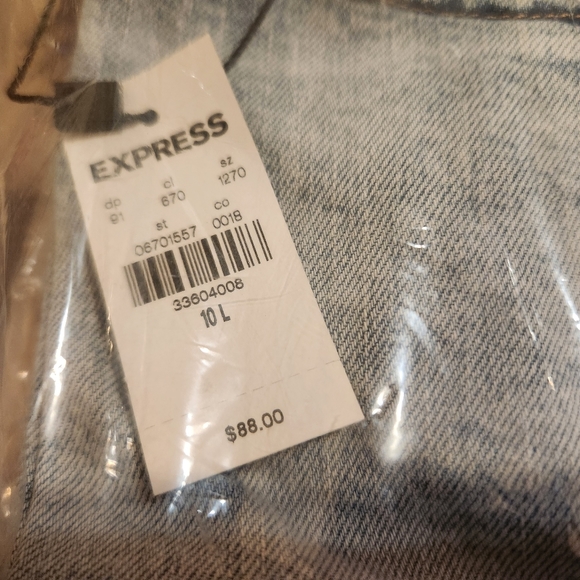 EXPRESS
dp cl sz
91 670 1270
st co
06701557 0018
33604008
10 L
$88.00